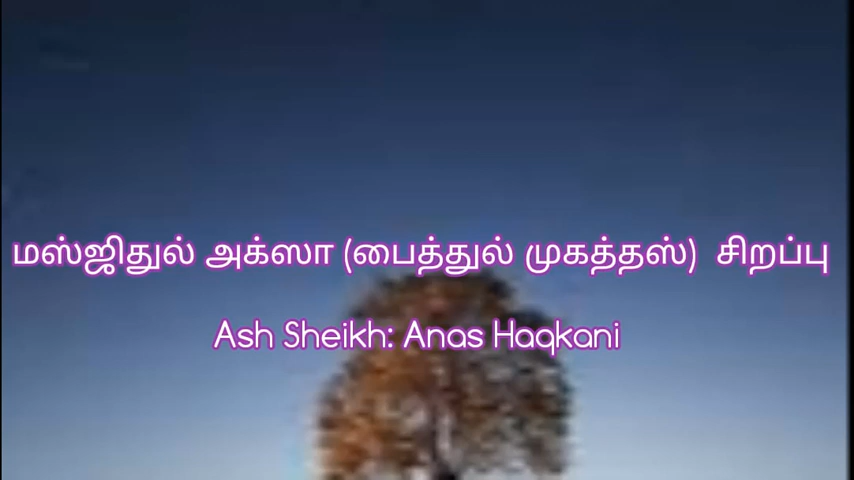 மஸ்ஜிதுல் அக்ஸா (பைத்துல் முகத்தஸ்) சிறப்பு
Ash Sheikh: Anas Haqkani